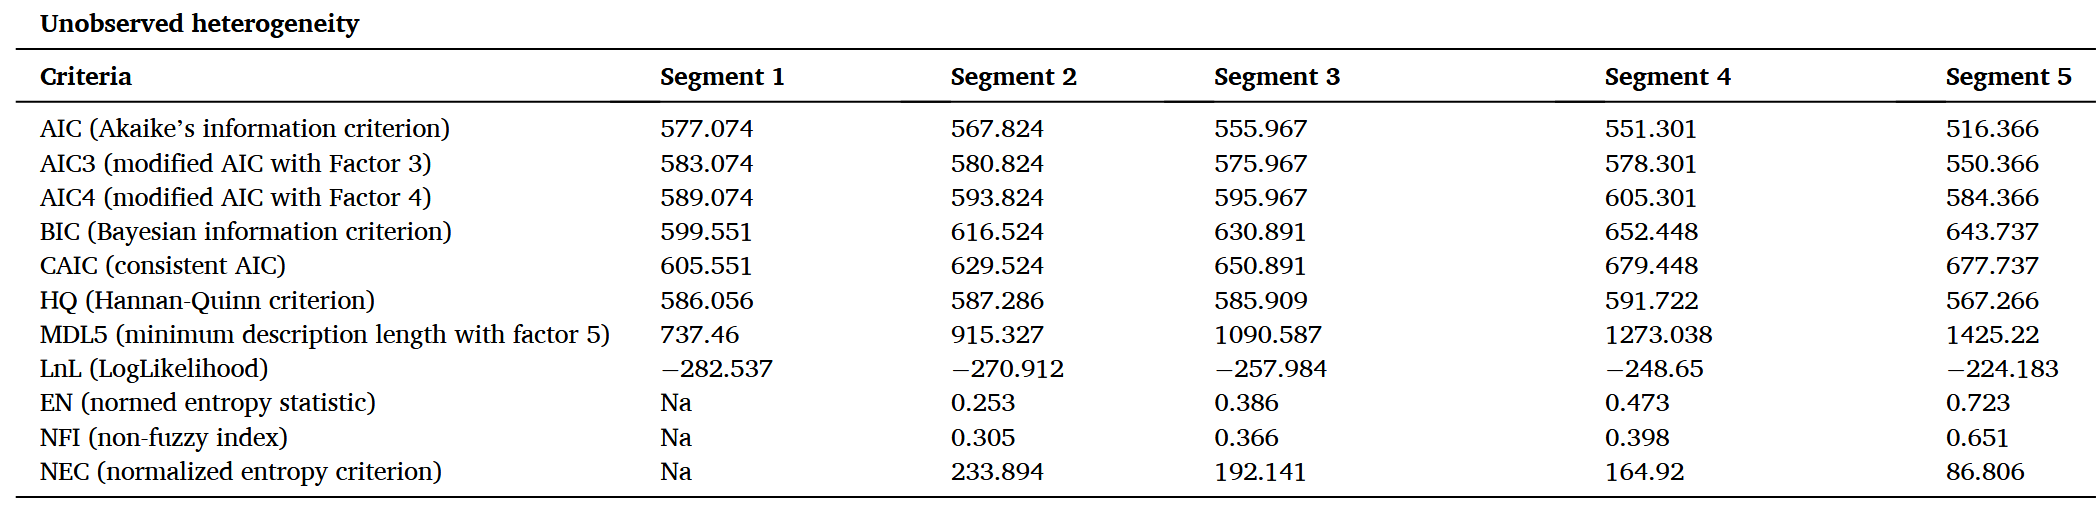 Unobserved heterogeneity
Criteria Segment 1 Segment 2 Segment 3 Segment 4 Segment 5
AIC (Akaike’s information criterion) 577.074 567.824 555.967 551.301 516.366
AIC3 (modified AIC with Factor 3) 583.074 580.824 575.967 578.301 550.366
AIC4 (modified AIC with Factor 4) 589.074 593.824 595.967 605.301 584.366
BIC (Bayesian information criterion) 599.551 616.524 630.891 652.448 643.737
CAIC (consistent AIC) 605.551 629.524 650.891 679.448 677.737
HQ (Hannan-Quinn criterion) 586.056 587.286 585.909 591.722 567.266
MDL5 (minimum description length with factor 5) 737.46 915.327 1090.587 1273.038 1425.22
LnL (LogLikelihood) −282.537 −270.912 −257.984 −248.65 −224.183
EN (normed entropy statistic) Na 0.253 0.386 0.473 0.723
NFI (non-fuzzy index) Na 0.305 0.366 0.398 0.651
NEC (normalized entropy criterion) Na 233.894 192.141 164.92 86.806